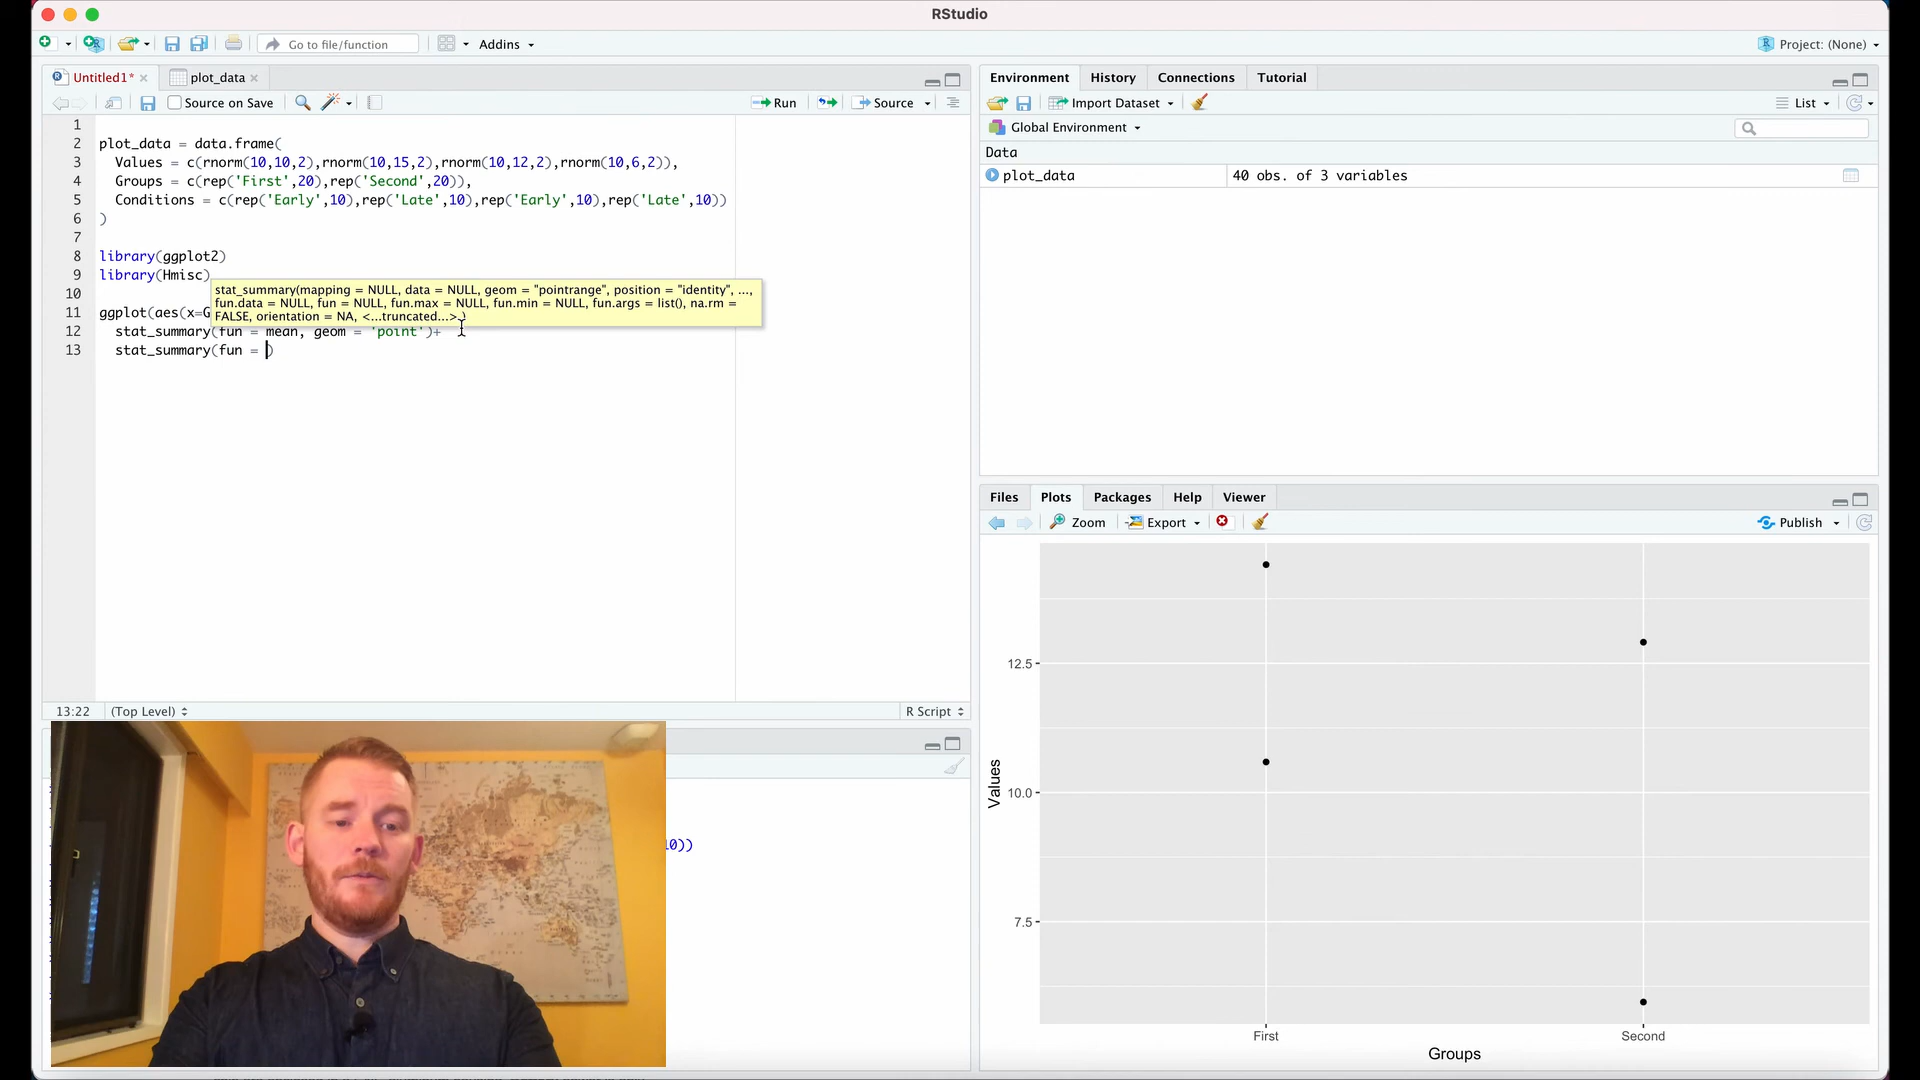 RStudio
Go to file/function
Addins
Project: (None)
Untitled1*
plot_data
Source on Save
Run
Source
1
2 plot_data = data.frame(
3 Values = c(rnorm(10,10,2),rnorm(10,15,2),rnorm(10,12,2),rnorm(10,6,2)),
4 Groups = c(rep('First',20),rep('Second',20)),
5 Conditions = c(rep('Early',10),rep('Late',10),rep('Early',10),rep('Late',10))
6 )
7
8 library(ggplot2)
9 library(Hmisc)
10
stat_summary(mapping = NULL, data = NULL, geom = "pointrange", position = "identity", ...,
fun.data = NULL, fun = NULL, fun.max = NULL, fun.min = NULL, fun.args = list(), na.rm =
FALSE, orientation = NA, <...truncated...> )
11 ggplot(aes(x=G
12 stat_summary(fun = mean, geom = 'point')+
13 stat_summary(fun = )
13:22
(Top Level)
R Script
10))
Environment
History
Connections
Tutorial
Import Dataset
List
Global Environment
Data
plot_data
40 obs. of 3 variables
Files
Plots
Packages
Help
Viewer
Zoom
Export
Publish
12.5
10.0
7.5
Values
First
Second
Groups